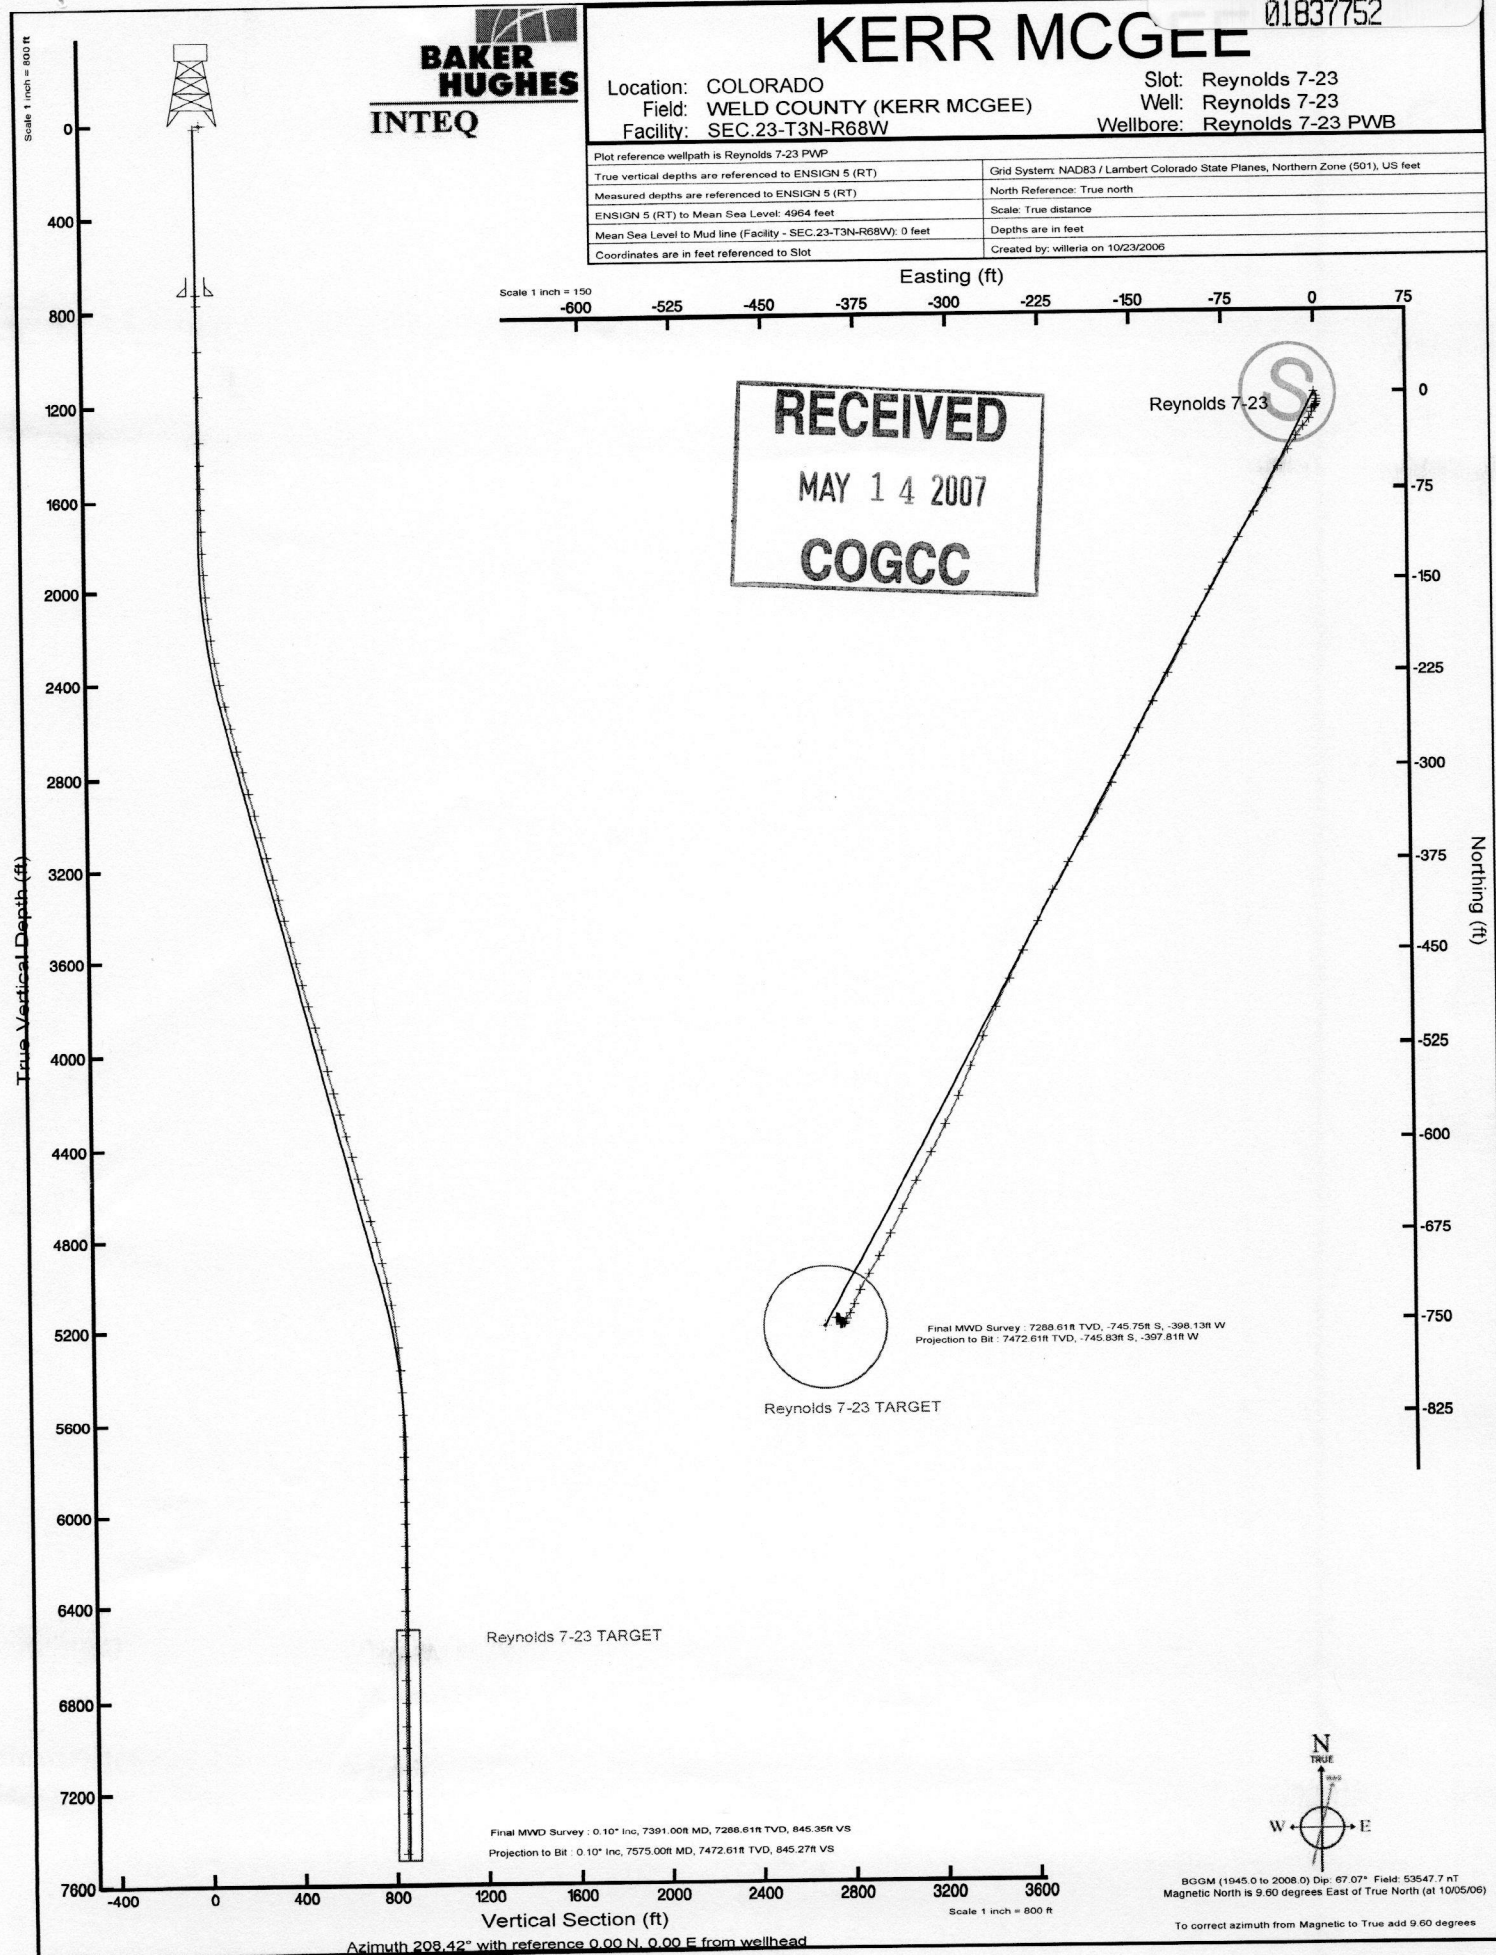 01837752
KERR MCGEE
BAKER
HUGHES
INTEQ
Location: COLORADO
Field: WELD COUNTY (KERR MCGEE)
Facility: SEC.23-T3N-R68W
Slot: Reynolds 7-23
Well: Reynolds 7-23
Wellbore: Reynolds 7-23 PWB
Plot reference wellpath is Reynolds 7-23 PWP
True vertical depths are referenced to ENSIGN 5 (RT)
Grid System: NAD83 / Lambert Colorado State Planes, Northern Zone (501), US feet
Measured depths are referenced to ENSIGN 5 (RT)
North Reference: True north
ENSIGN 5 (RT) to Mean Sea Level: 4964 feet
Scale: True distance
Mean Sea Level to Mud line (Facility - SEC.23-T3N-R68W): 0 feet
Depths are in feet
Coordinates are in feet referenced to Slot
Created by: willeria on 10/23/2006
Scale 1 inch = 800 ft
Easting (ft)
Scale 1 inch = 150
-600 -525 -450 -375 -300 -225 -150 -75 0 75
S
Reynolds 7-23
RECEIVED
MAY 14 2007
COGCC
0
-75
-150
-225
-300
-375
-450
-525
-600
-675
-750
-825
Northing (ft)
Final MWD Survey : 7288.61ft TVD, -745.75ft S, -398.13ft W
Projection to Bit : 7472.61ft TVD, -745.83ft S, -397.81ft W
Reynolds 7-23 TARGET
True Vertical Depth (ft)
0
400
800
1200
1600
2000
2400
2800
3200
3600
4000
4400
4800
5200
5600
6000
6400
6800
7200
7600
Reynolds 7-23 TARGET
Final MWD Survey : 0.10° Inc, 7391.00ft MD, 7288.61ft TVD, 845.35ft VS
Projection to Bit : 0.10° Inc, 7575.00ft MD, 7472.61ft TVD, 845.27ft VS
-400 0 400 800 1200 1600 2000 2400 2800 3200 3600
Vertical Section (ft)
Scale 1 inch = 800 ft
Azimuth 208.42° with reference 0.00 N, 0.00 E from wellhead
N
TRUE
MAG
W E
BGGM (1945.0 to 2008.0) Dip: 67.07° Field: 53547.7 nT
Magnetic North is 9.60 degrees East of True North (at 10/05/06)
To correct azimuth from Magnetic to True add 9.60 degrees